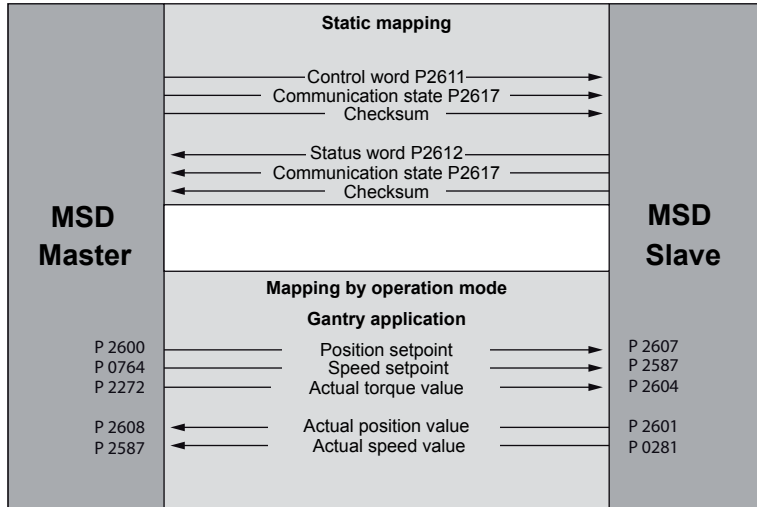 Static mapping
Control word P2611
Communication state P2617
Checksum
Status word P2612
Communication state P2617
Checksum
MSD
Master
MSD
Slave
Mapping by operation mode
Gantry application
P 2600 Position setpoint P 2607
P 0764 Speed setpoint P 2587
P 2272 Actual torque value P 2604
P 2608 Actual position value P 2601
P 2587 Actual speed value P 0281